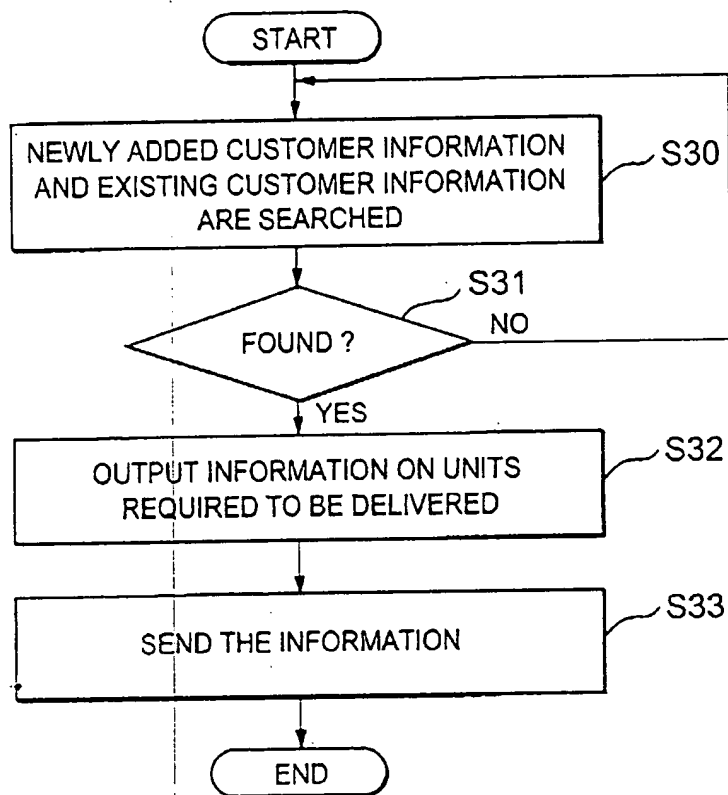 START
NEWLY ADDED CUSTOMER INFORMATION
AND EXISTING CUSTOMER INFORMATION
ARE SEARCHED
S30
S31
FOUND ?
NO
YES
OUTPUT INFORMATION ON UNITS
REQUIRED TO BE DELIVERED
S32
SEND THE INFORMATION
S33
END